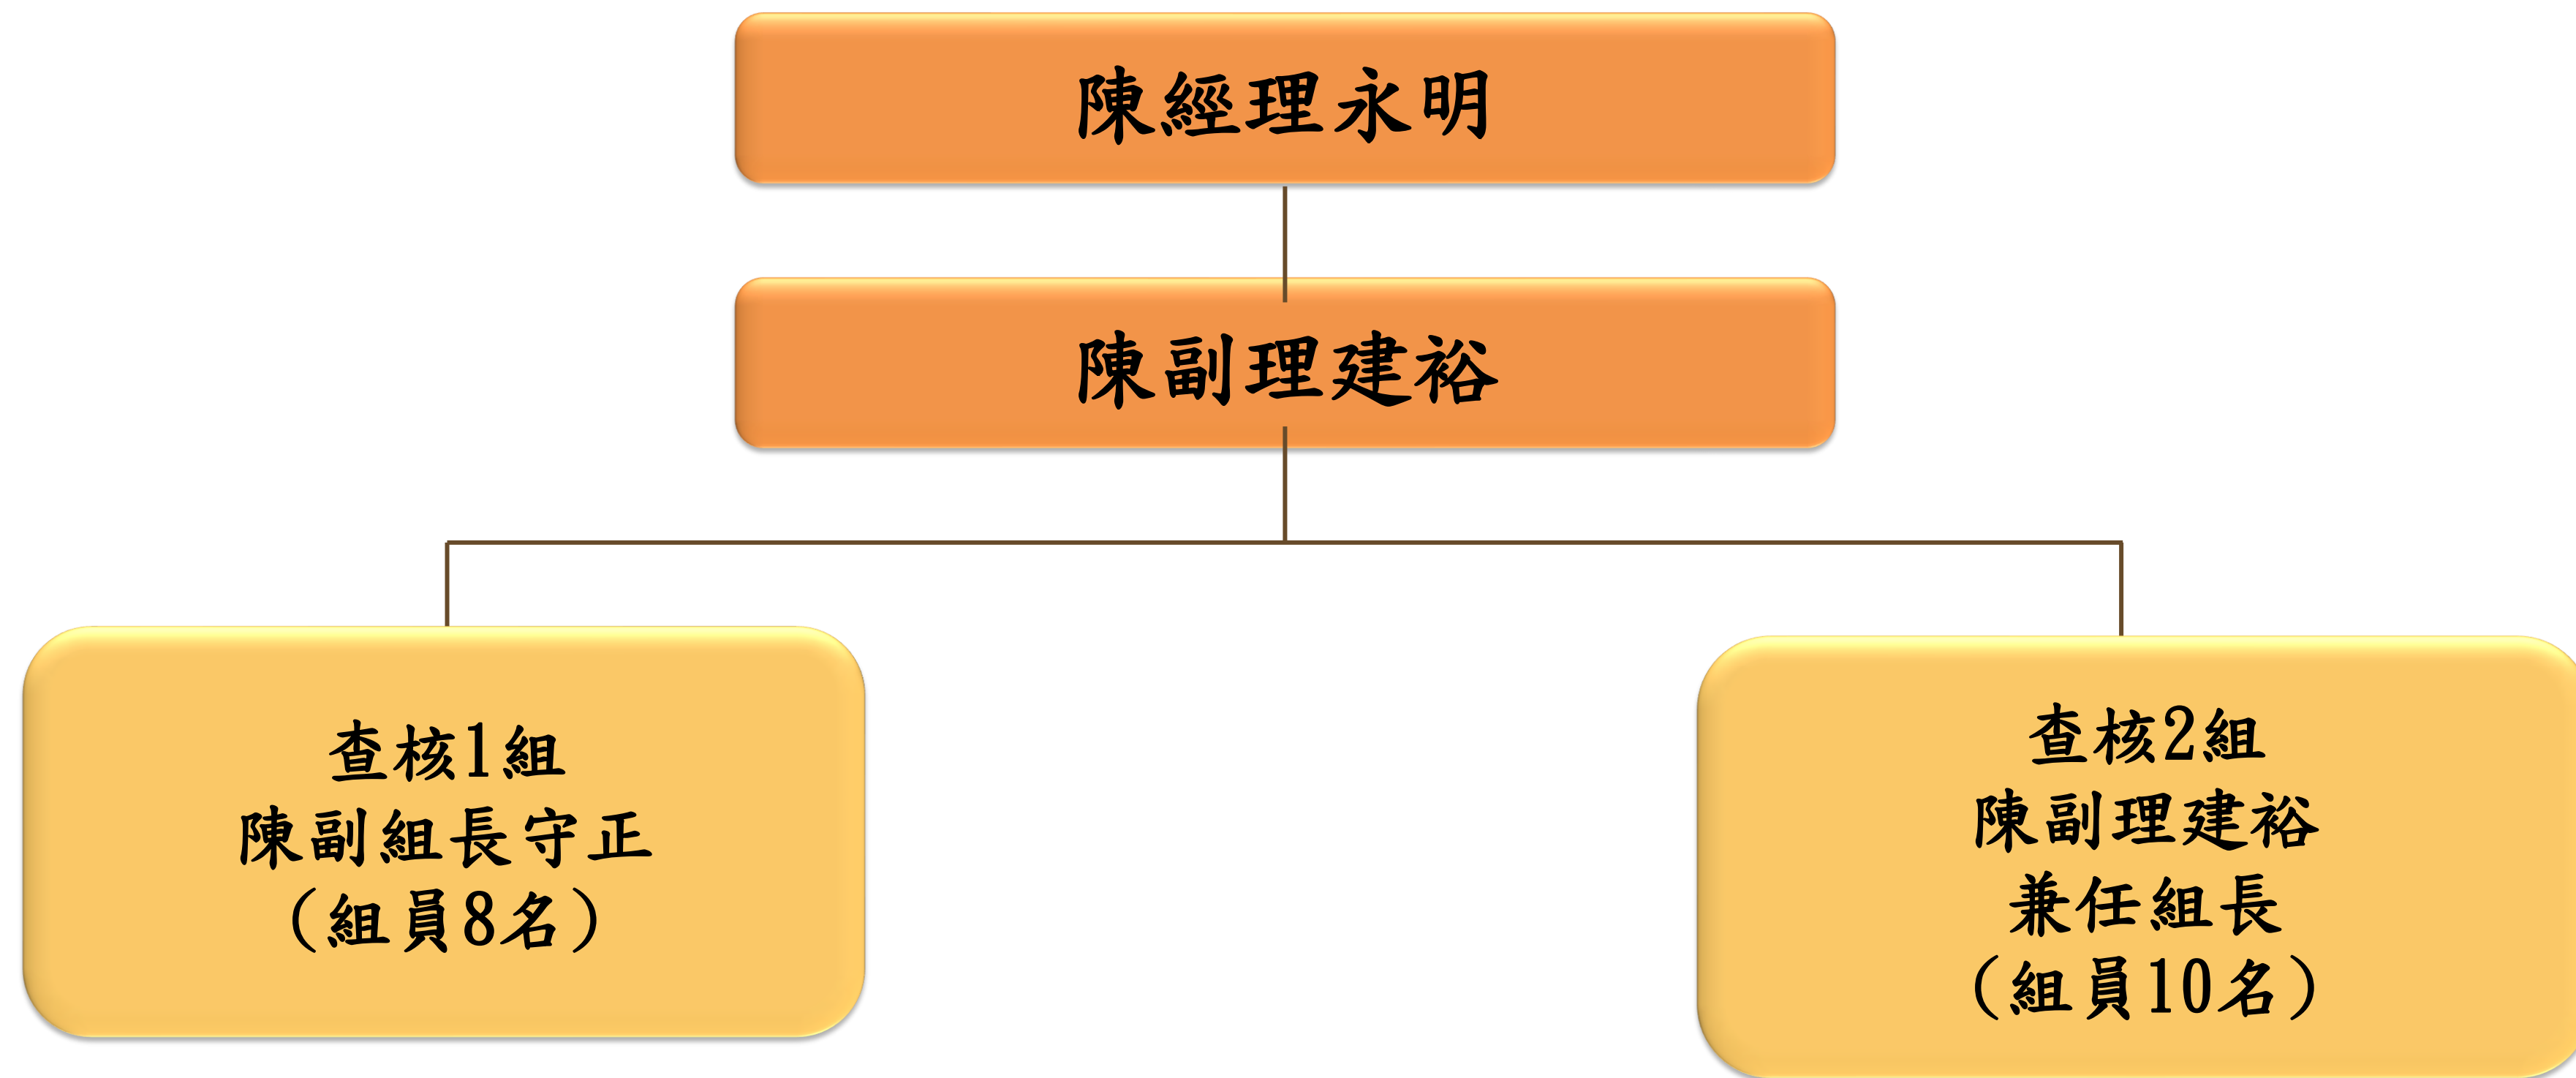 陳經理永明
陳副理建裕
查核1組
陳副組長守正
(組員8名)
查核2組
陳副理建裕
兼任組長
(組員10名)